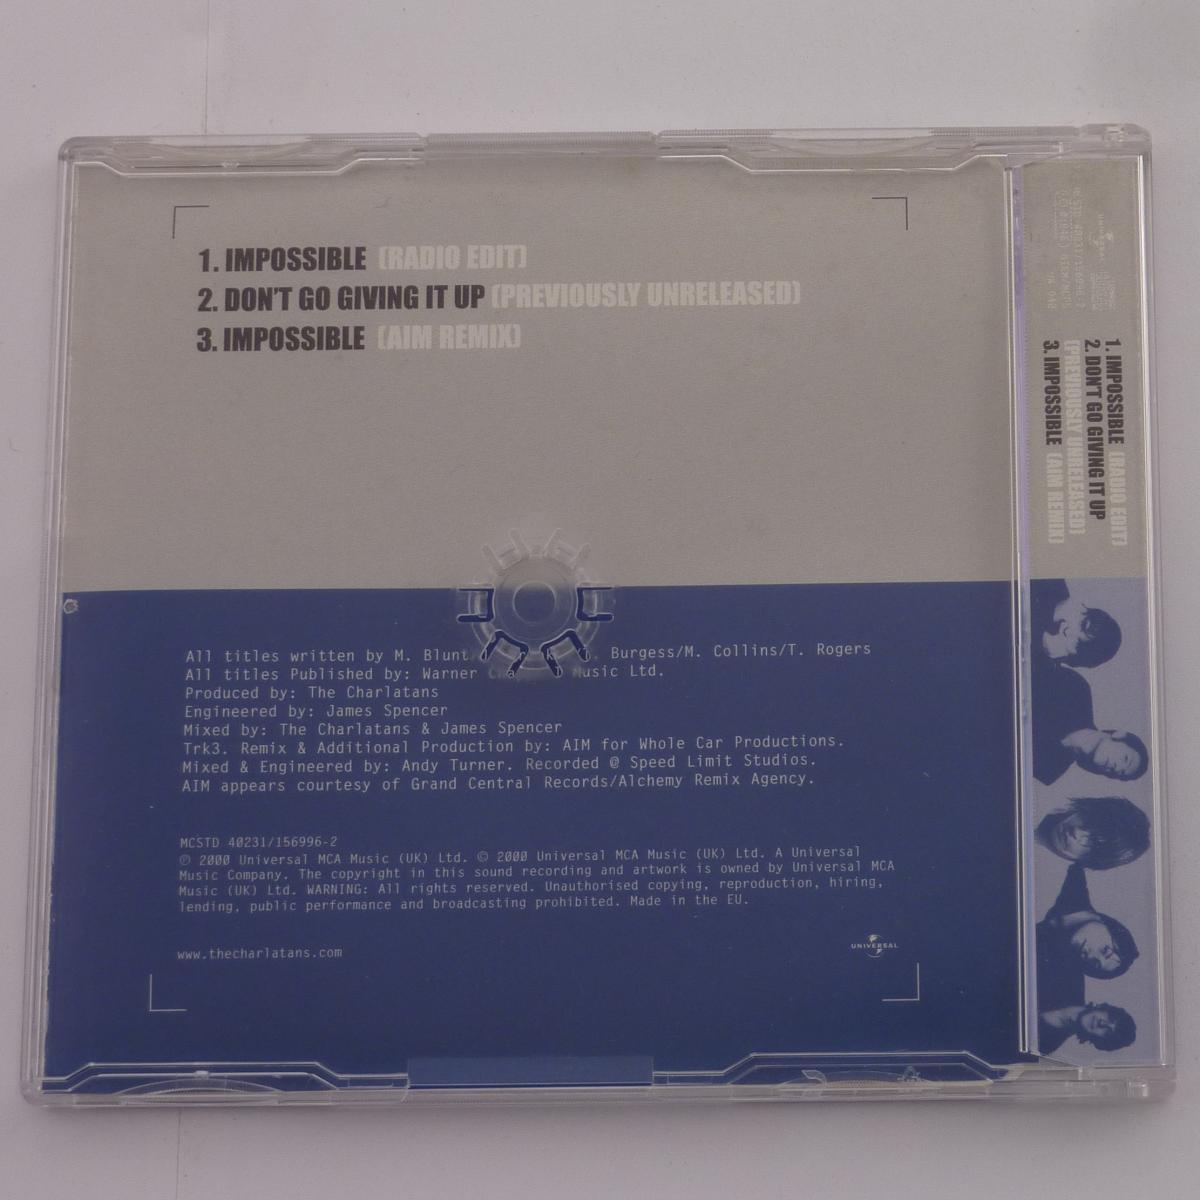 1. IMPOSSIBLE (RADIO EDIT)
2. DON'T GO GIVING IT UP (PREVIOUSLY UNRELEASED)
3. IMPOSSIBLE (AIM REMIX)
All titles written by M. Blunt Burgess/M. Collins/T. Rogers
All titles Published by: Warner Music Ltd.
Produced by: The Charlatans
Engineered by: James Spencer
Mixed by: The Charlatans & James Spencer
Trk3. Remix & Additional Production by: AIM for Whole Car Productions.
Mixed & Engineered by: Andy Turner. Recorded @ Speed Limit Studios.
AIM appears courtesy of Grand Central Records/Alchemy Remix Agency.
MCSTD 40231/156996-2
℗ 2000 Universal MCA Music (UK) Ltd. © 2000 Universal MCA Music (UK) Ltd. A Universal
Music Company. The copyright in this sound recording and artwork is owned by Universal MCA
Music (UK) Ltd. WARNING: All rights reserved. Unauthorised copying, reproduction, hiring,
lending, public performance and broadcasting prohibited. Made in the EU.
www.thecharlatans.com
UNIVERSAL
UNIVERSAL
MCSTD 40231/156996-2
1. IMPOSSIBLE (RADIO EDIT)
2. DON'T GO GIVING IT UP
(PREVIOUSLY UNRELEASED)
3. IMPOSSIBLE (AIM REMIX)